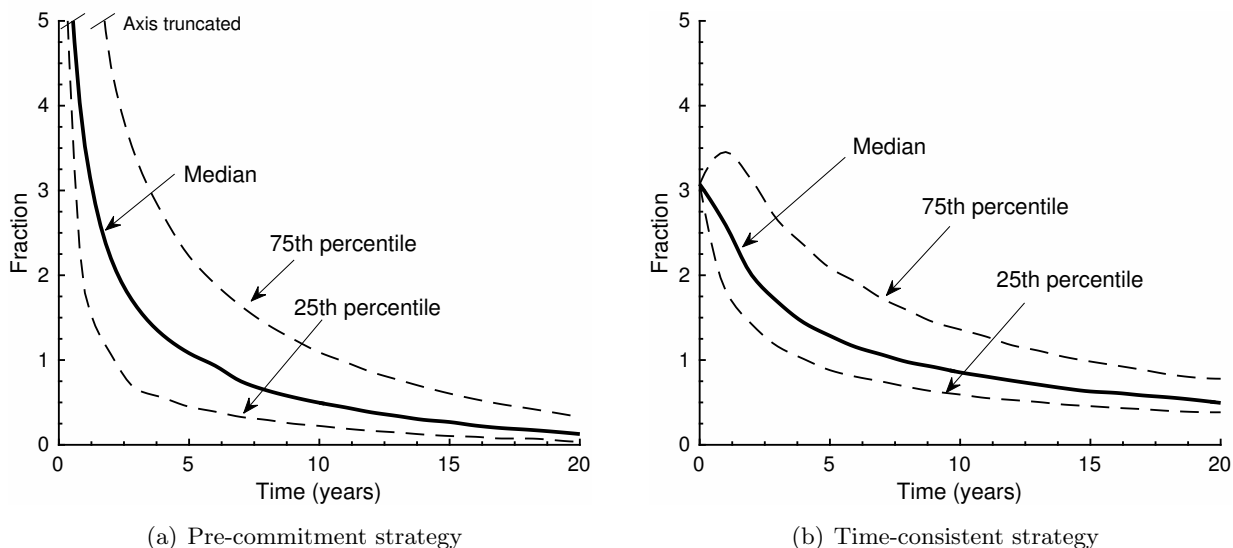 Axis truncated
5
4
3
2
1
0
Fraction
Median
75th percentile
25th percentile
0
5
10
15
20
Time (years)
(a) Pre-commitment strategy
5
4
3
2
1
0
Fraction
Median
75th percentile
25th percentile
0
5
10
15
20
Time (years)
(b) Time-consistent strategy